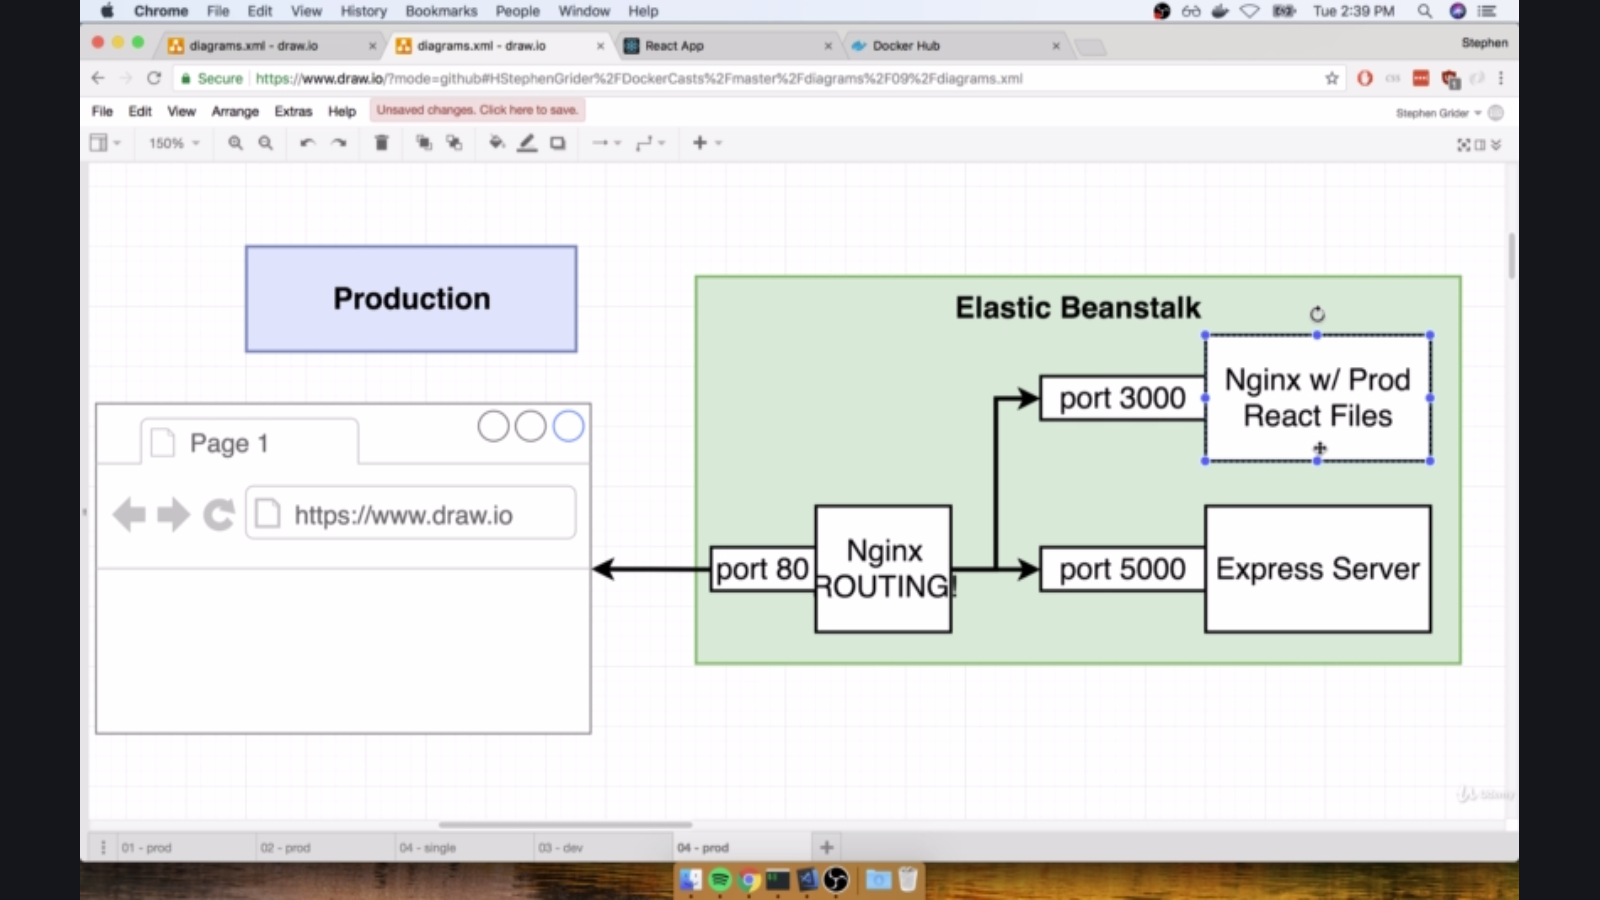 Chrome File Edit View History Bookmarks People Window Help Tue 2:39 PM
diagrams.xml - draw.io diagrams.xml - draw.io React App Docker Hub Stephen
Secure https://www.draw.io/?mode=github#HStephenGrider%2FDockerCasts%2Fmaster%2Fdiagrams%2F09%2Fdiagrams.xml
File Edit View Arrange Extras Help Unsaved changes. Click here to save. Stephen Grider
150%
Production
Elastic Beanstalk
port 3000
Nginx w/ Prod
React Files
Page 1
https://www.draw.io
port 80
Nginx
ROUTING!
port 5000
Express Server
Udemy
01 - prod 02 - prod 04 - single 03 - dev 04 - prod